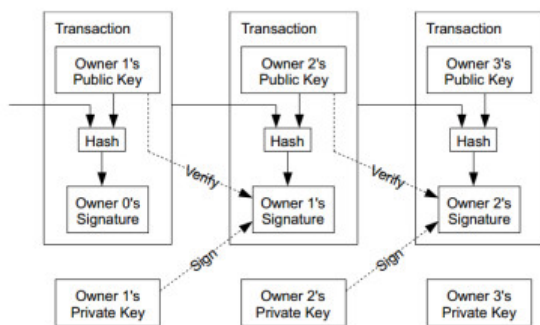 Transaction
Transaction
Transaction
Owner 1's
Public Key
Owner 2's
Public Key
Owner 3's
Public Key
Hash
Hash
Hash
Verify
Verify
Owner 0's
Signature
Owner 1's
Signature
Owner 2's
Signature
Sign
Sign
Owner 1's
Private Key
Owner 2's
Private Key
Owner 3's
Private Key